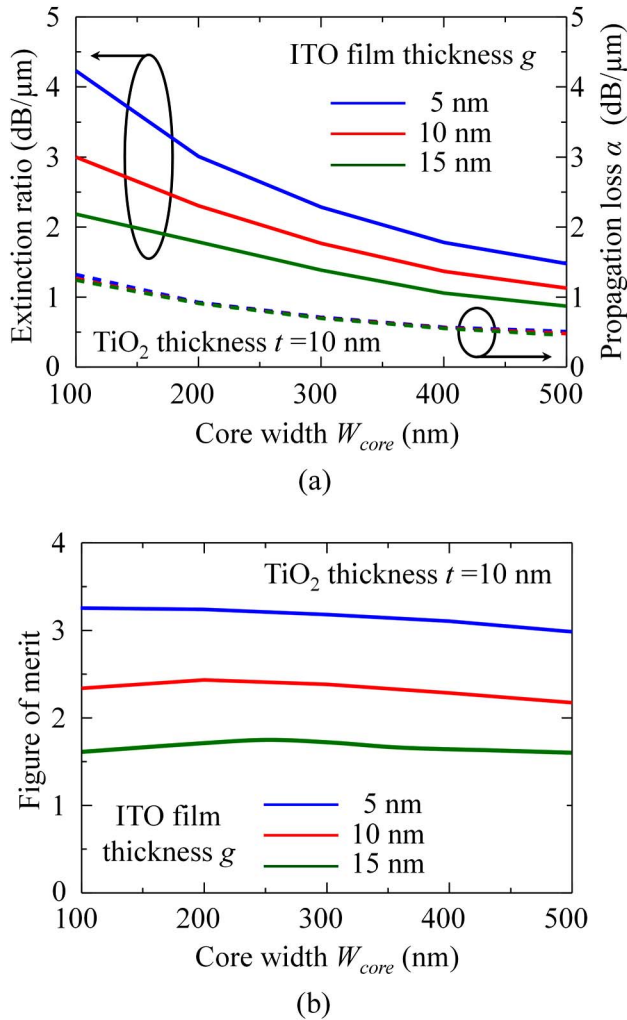 5
4
3
2
1
0
Extinction ratio (dB/μm)
ITO film thickness g
5 nm
10 nm
15 nm
TiO₂ thickness t =10 nm
5
4
3
2
1
0
Propagation loss α (dB/μm)
100 200 300 400 500
Core width W_core (nm)
(a)
4
3
2
1
0
Figure of merit
TiO₂ thickness t =10 nm
ITO film
thickness g
5 nm
10 nm
15 nm
100 200 300 400 500
Core width W_core (nm)
(b)